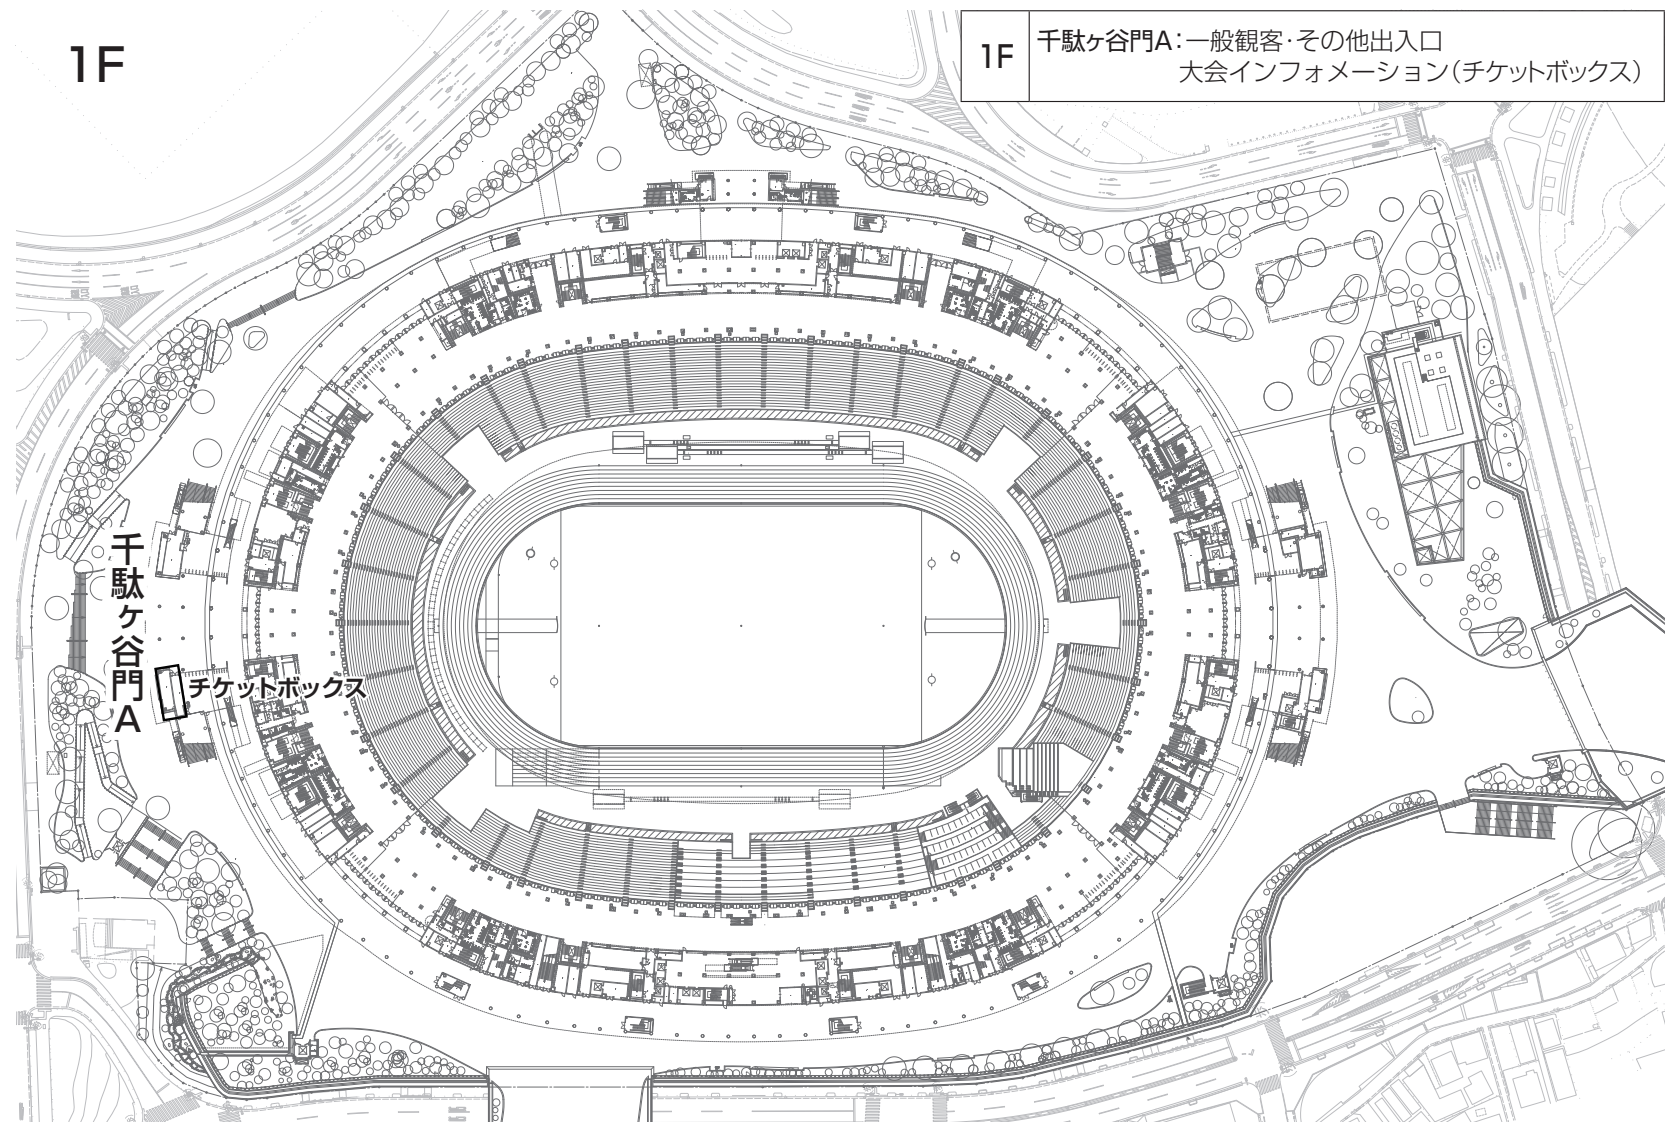 1F
1F
千駄ヶ谷門A：一般観客・その他出入口
大会インフォメーション（チケットボックス）
千駄ヶ谷門A
チケットボックス